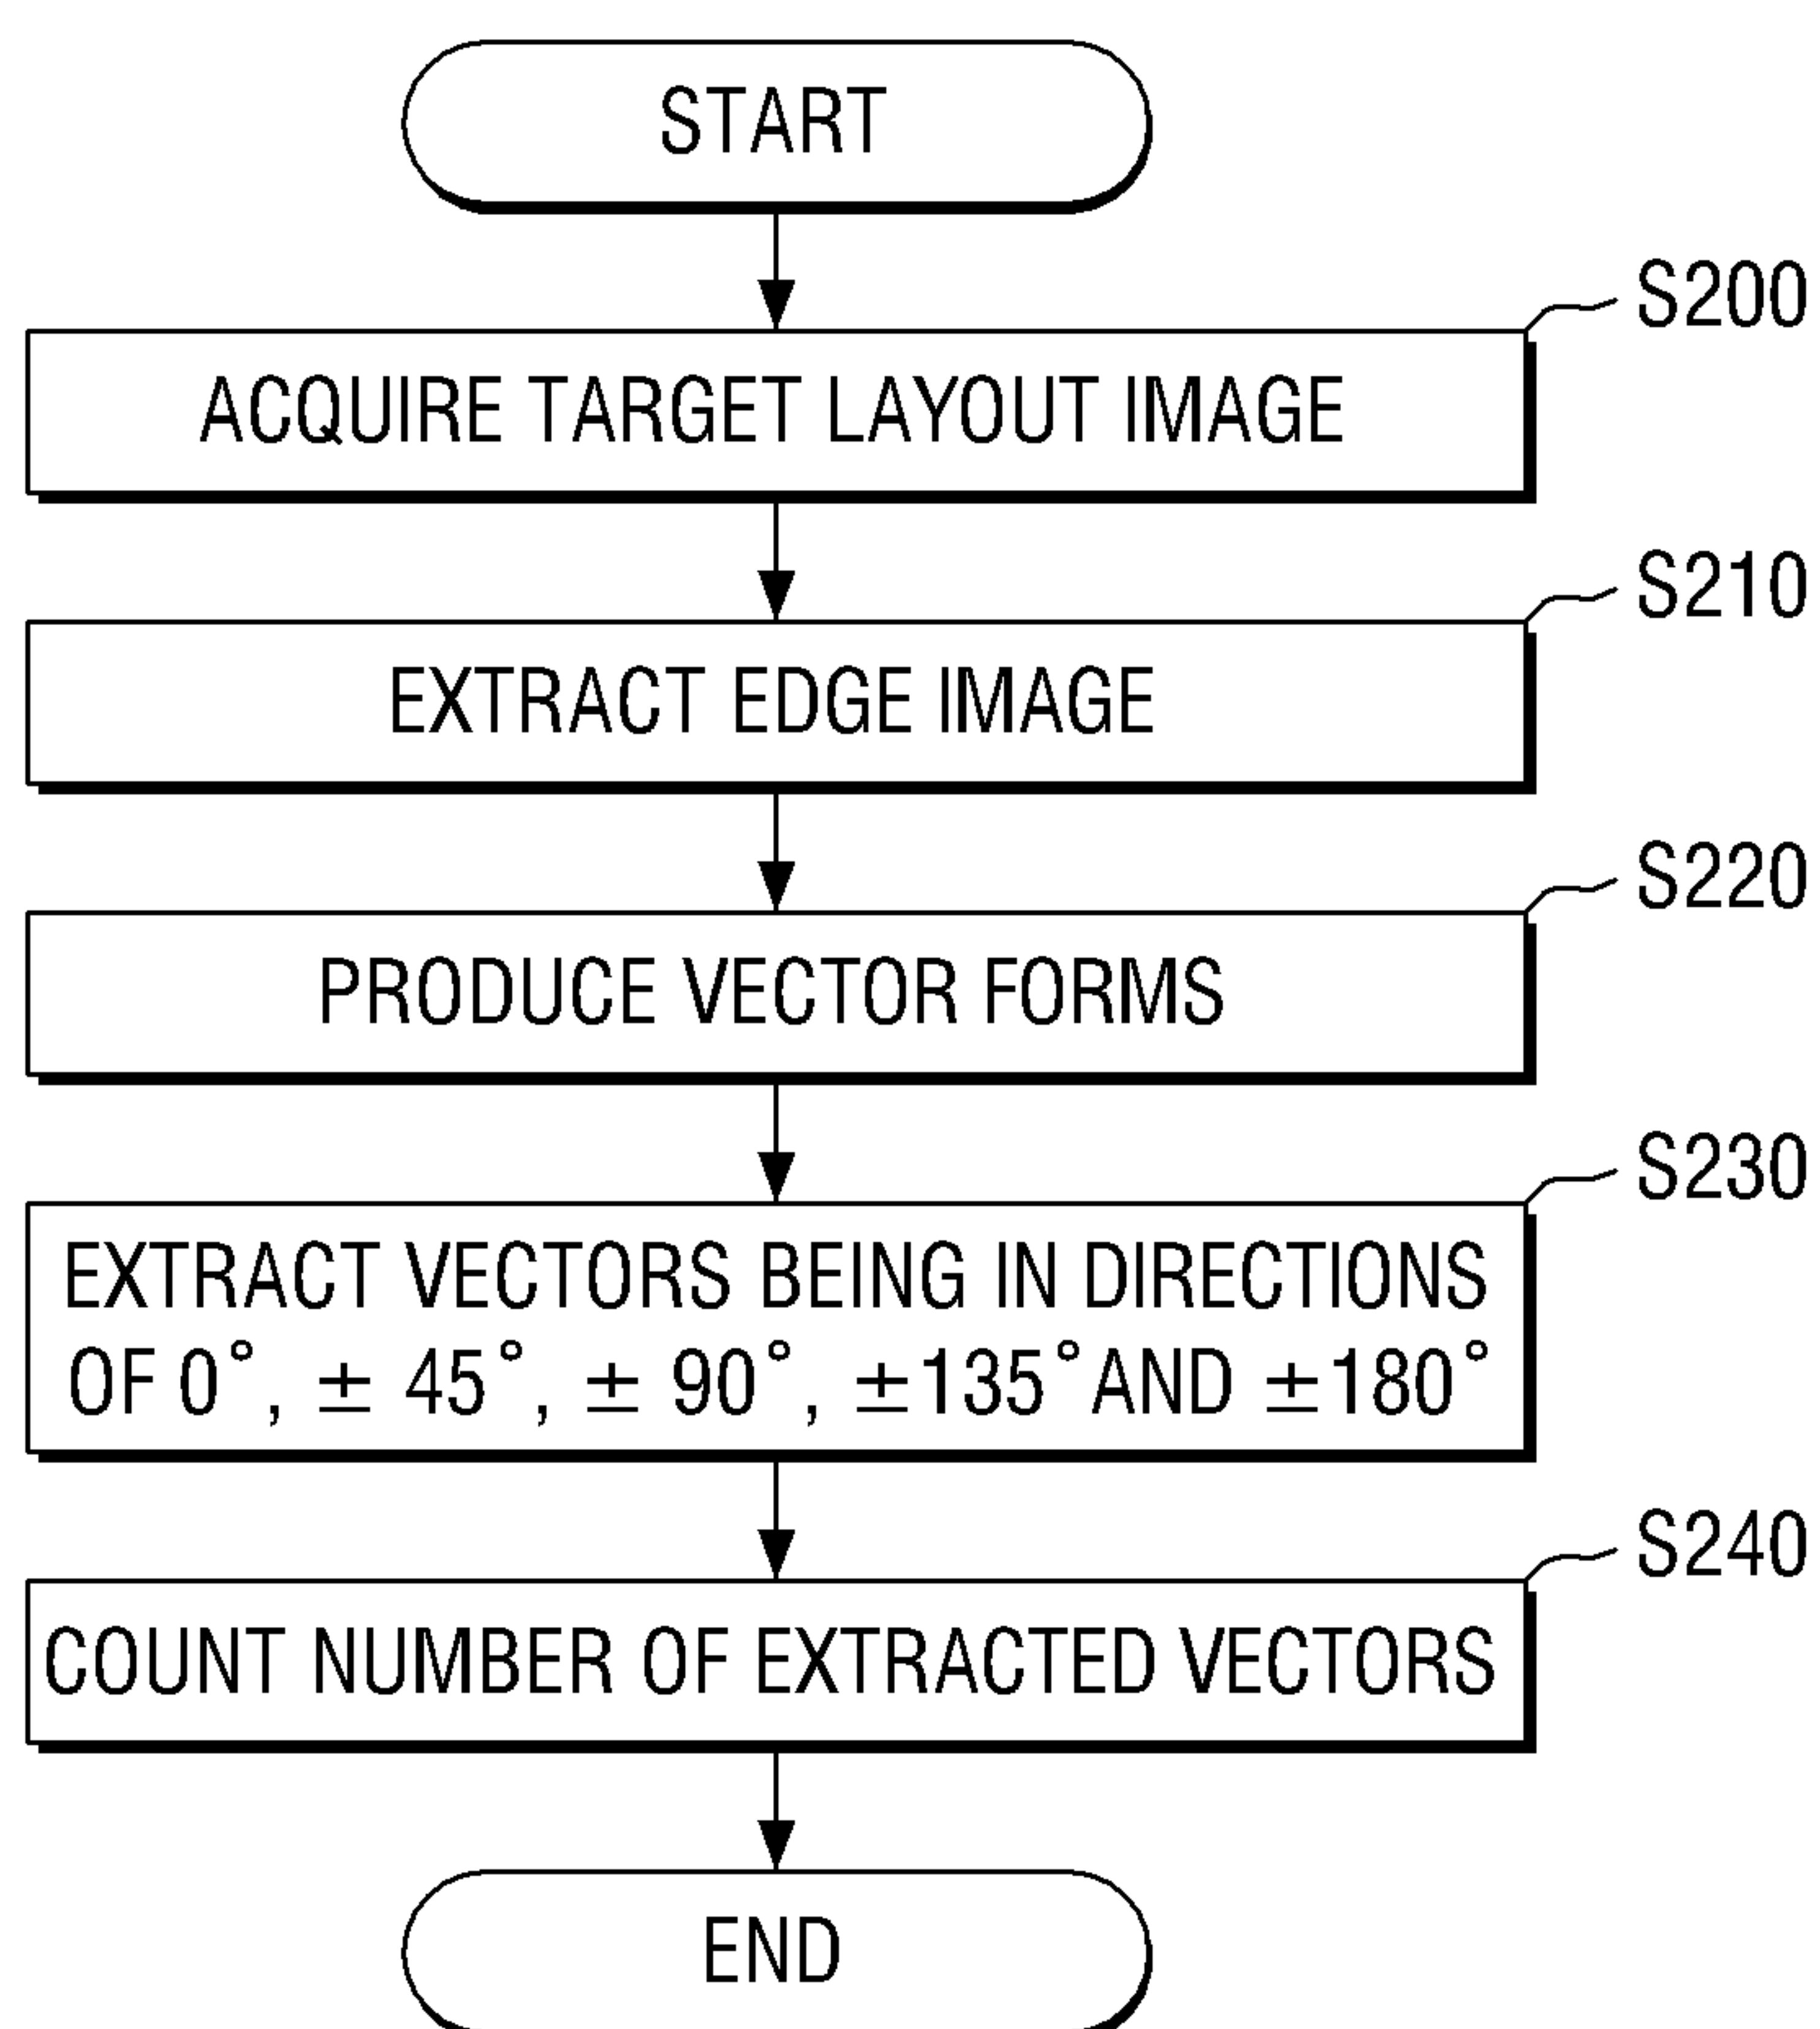 START
S200
ACQUIRE TARGET LAYOUT IMAGE
S210
EXTRACT EDGE IMAGE
S220
PRODUCE VECTOR FORMS
S230
EXTRACT VECTORS BEING IN DIRECTIONS
OF 0°, ± 45°, ± 90°, ±135° AND ±180°
S240
COUNT NUMBER OF EXTRACTED VECTORS
END